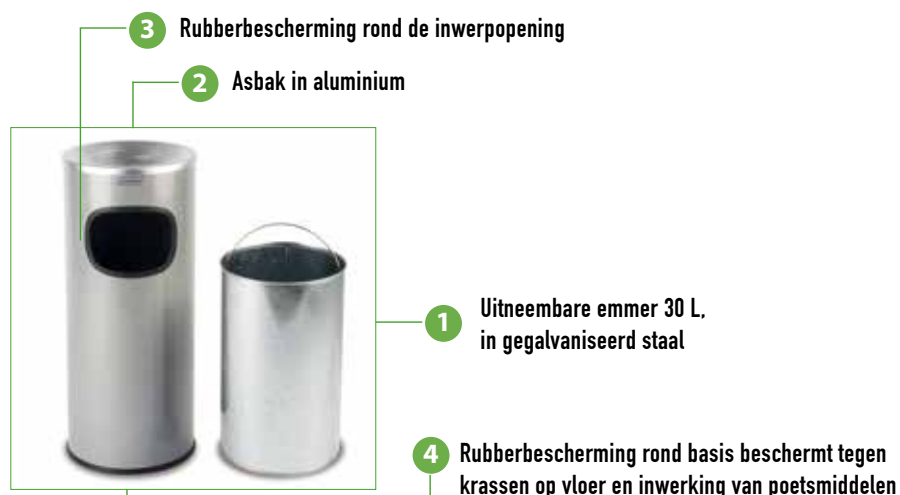 3 Rubberbescherming rond de inwerpopening
2 Asbak in aluminium
1 Uitneembare emmer 30 L,
in gegalvaniseerd staal
4 Rubberbescherming rond basis beschermt tegen
krassen op vloer en inwerking van poetsmiddelen